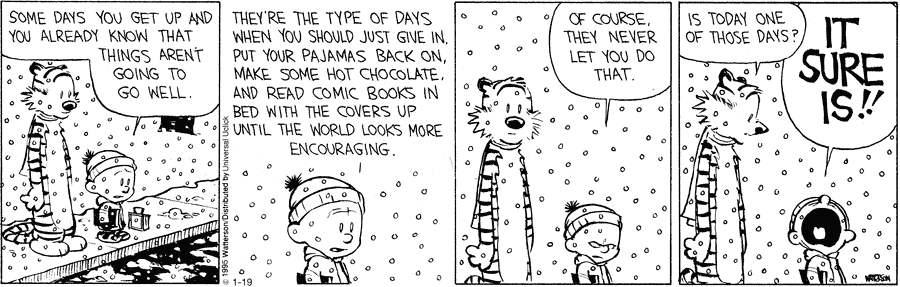 SOME DAYS YOU GET UP AND
YOU ALREADY KNOW THAT
THINGS AREN'T
GOING TO
GO WELL.
THEY'RE THE TYPE OF DAYS
WHEN YOU SHOULD JUST GIVE IN,
PUT YOUR PAJAMAS BACK ON,
MAKE SOME HOT CHOCOLATE,
AND READ COMIC BOOKS IN
BED WITH THE COVERS UP
UNTIL THE WORLD LOOKS MORE
ENCOURAGING.
OF COURSE,
THEY NEVER
LET YOU DO
THAT.
IS TODAY ONE
OF THOSE DAYS?
IT
SURE
IS!!
© 1995 Watterson/Distributed by Universal Uclick
1-19
WATTERSON